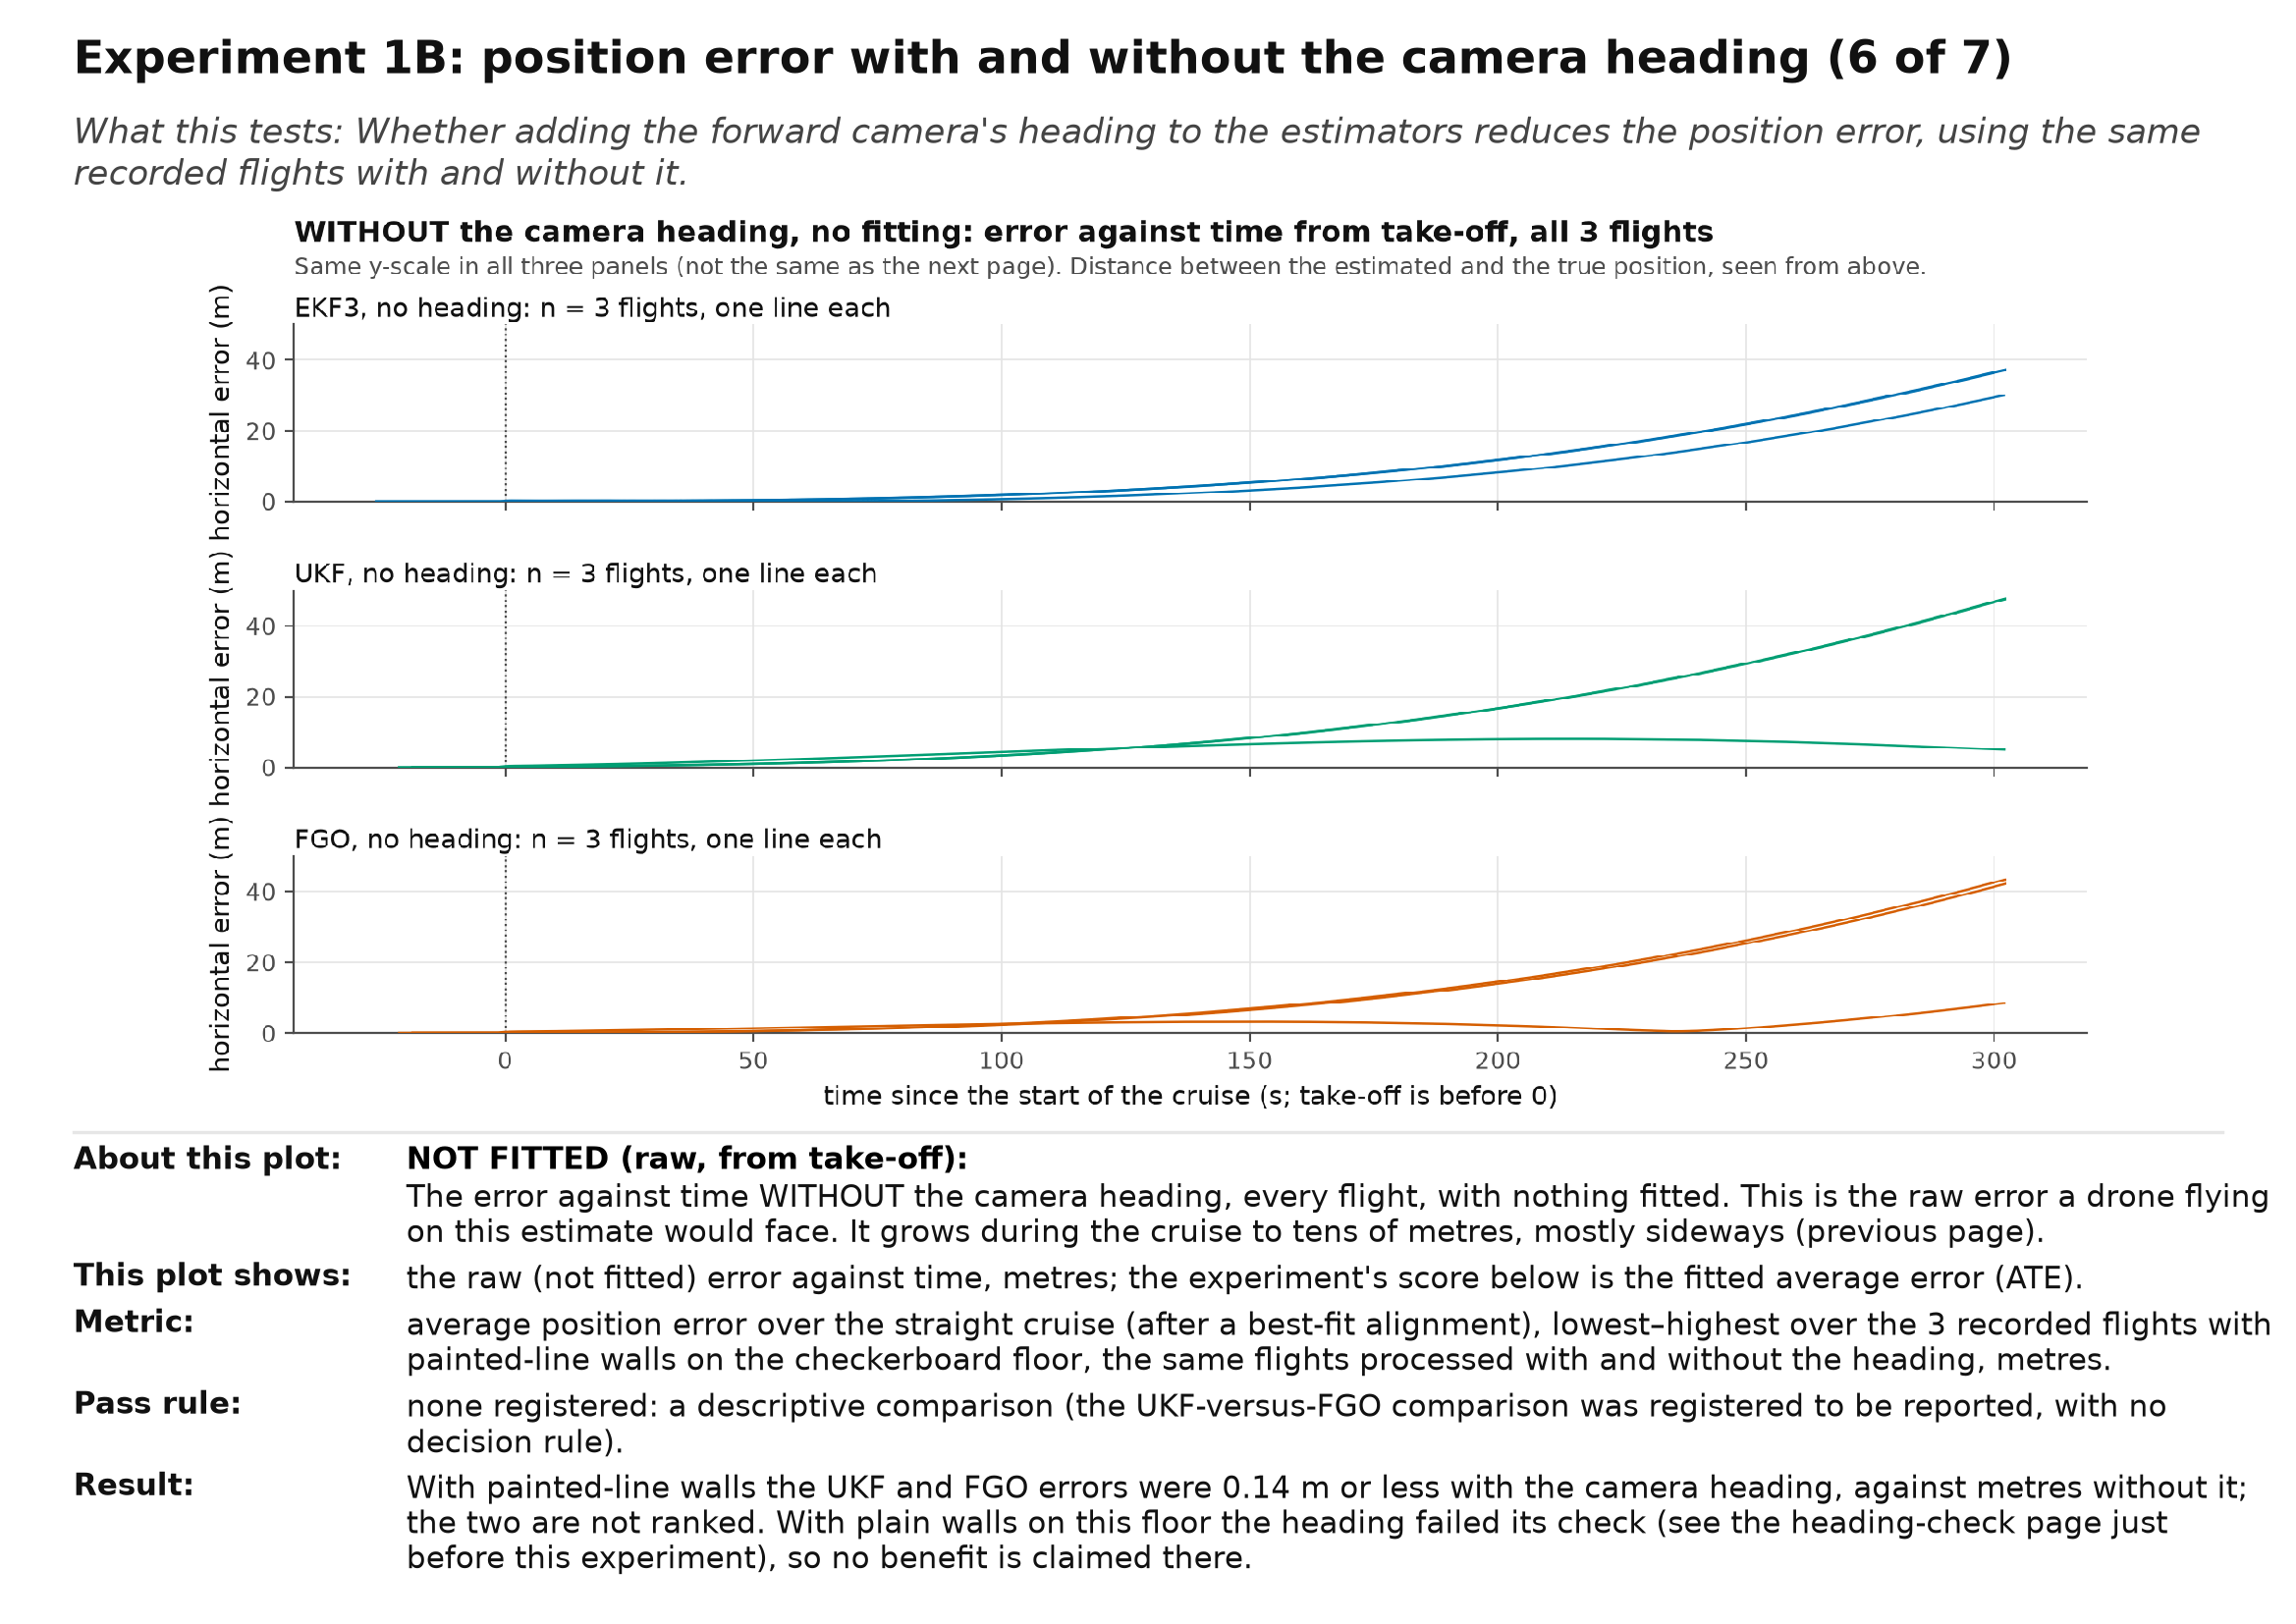 Experiment 1B: position error with and without the camera heading (6 of 7)
What this tests: Whether adding the forward camera's heading to the estimators reduces the position error, using the same
recorded flights with and without it.
WITHOUT the camera heading, no fitting: error against time from take-off, all 3 flights
Same y-scale in all three panels (not the same as the next page). Distance between the estimated and the true position, seen from above.
EKF3, no heading: n = 3 flights, one line each
horizontal error (m)
40
20
0
UKF, no heading: n = 3 flights, one line each
horizontal error (m)
40
20
0
FGO, no heading: n = 3 flights, one line each
horizontal error (m)
40
20
0
0 50 100 150 200 250 300
time since the start of the cruise (s; take-off is before 0)
About this plot: NOT FITTED (raw, from take-off):
The error against time WITHOUT the camera heading, every flight, with nothing fitted. This is the raw error a drone flying
on this estimate would face. It grows during the cruise to tens of metres, mostly sideways (previous page).
This plot shows: the raw (not fitted) error against time, metres; the experiment's score below is the fitted average error (ATE).
Metric: average position error over the straight cruise (after a best-fit alignment), lowest–highest over the 3 recorded flights with
painted-line walls on the checkerboard floor, the same flights processed with and without the heading, metres.
Pass rule: none registered: a descriptive comparison (the UKF-versus-FGO comparison was registered to be reported, with no
decision rule).
Result: With painted-line walls the UKF and FGO errors were 0.14 m or less with the camera heading, against metres without it;
the two are not ranked. With plain walls on this floor the heading failed its check (see the heading-check page just
before this experiment), so no benefit is claimed there.